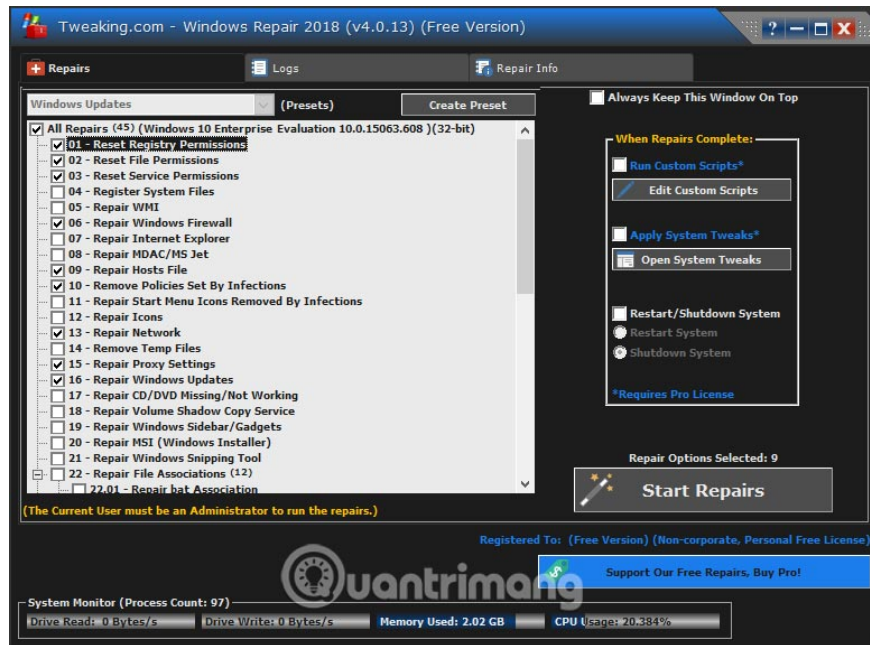 Tweaking.com - Windows Repair 2018 (v4.0.13) (Free Version)
Repairs
Logs
Repair Info
Windows Updates
(Presets)
Create Preset
Always Keep This Window On Top
All Repairs (45) (Windows 10 Enterprise Evaluation 10.0.15063.608 )(32-bit)
01 - Reset Registry Permissions
02 - Reset File Permissions
03 - Reset Service Permissions
04 - Register System Files
05 - Repair WMI
06 - Repair Windows Firewall
07 - Repair Internet Explorer
08 - Repair MDAC/MS Jet
09 - Repair Hosts File
10 - Remove Policies Set By Infections
11 - Repair Start Menu Icons Removed By Infections
12 - Repair Icons
13 - Repair Network
14 - Remove Temp Files
15 - Repair Proxy Settings
16 - Repair Windows Updates
17 - Repair CD/DVD Missing/Not Working
18 - Repair Volume Shadow Copy Service
19 - Repair Windows Sidebar/Gadgets
20 - Repair MSI (Windows Installer)
21 - Repair Windows Snipping Tool
22 - Repair File Associations (12)
22.01 - Repair bat Association
When Repairs Complete:
Run Custom Scripts*
Edit Custom Scripts
Apply System Tweaks*
Open System Tweaks
Restart/Shutdown System
Restart System
Shutdown System
*Requires Pro License
Repair Options Selected: 9
Start Repairs
(The Current User must be an Administrator to run the repairs.)
Registered To: (Free Version) (Non-corporate, Personal Free License)
Support Our Free Repairs, Buy Pro!
Quantrimang
System Monitor (Process Count: 97)
Drive Read: 0 Bytes/s
Drive Write: 0 Bytes/s
Memory Used: 2.02 GB
CPU Usage: 20.384%